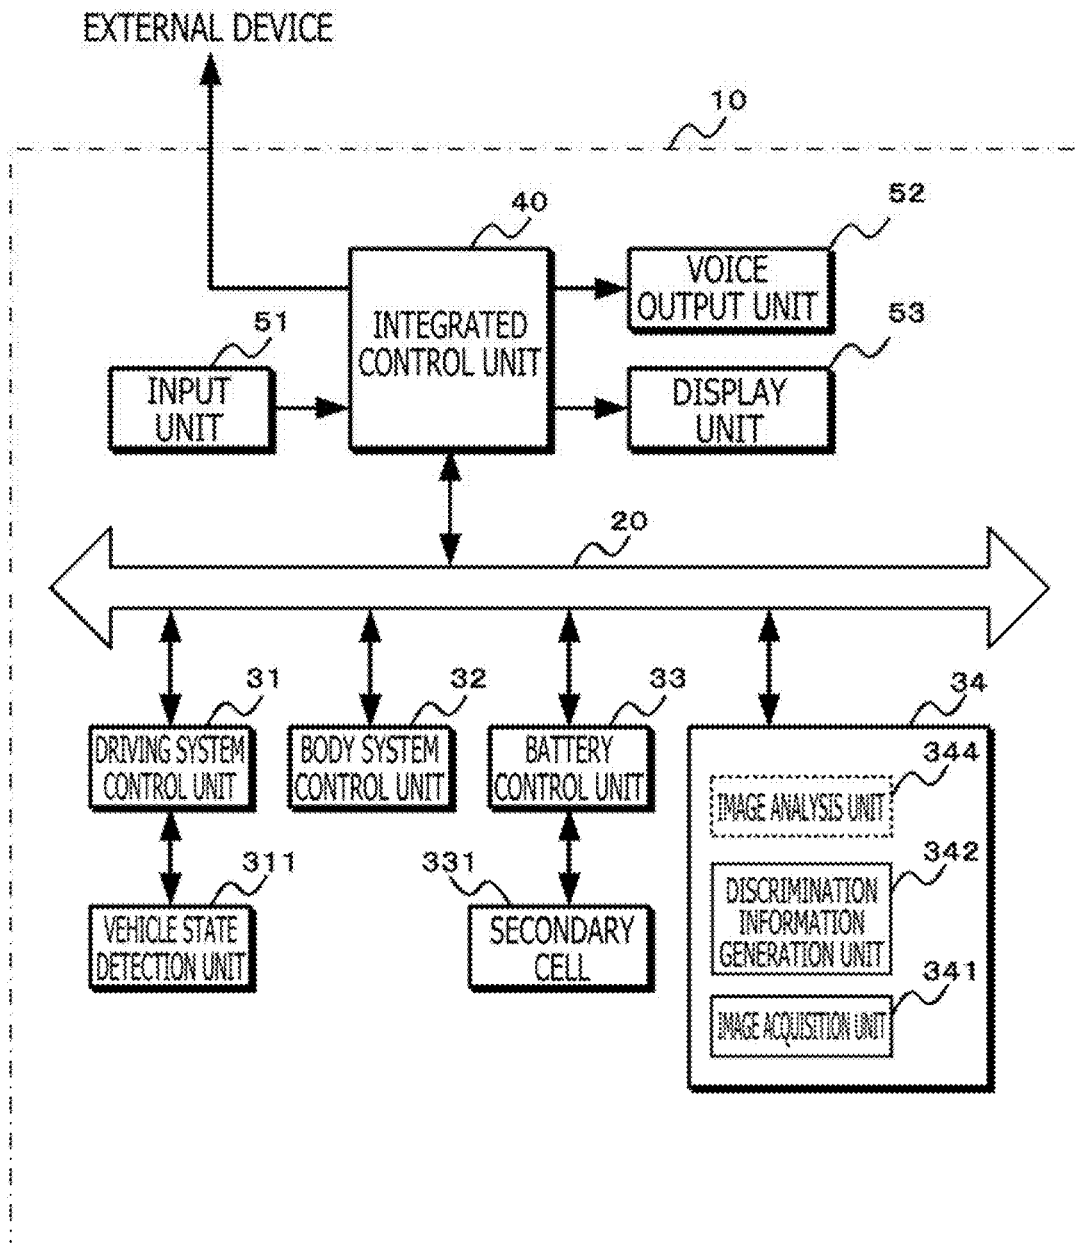 EXTERNAL DEVICE
10
40
52
VOICE
OUTPUT UNIT
INTEGRATED
CONTROL UNIT
51
53
INPUT
UNIT
DISPLAY
UNIT
20
31
32
33
34
DRIVING SYSTEM
CONTROL UNIT
BODY SYSTEM
CONTROL UNIT
BATTERY
CONTROL UNIT
344
IMAGE ANALYSIS UNIT
311
331
342
VEHICLE STATE
DETECTION UNIT
SECONDARY
CELL
DISCRIMINATION
INFORMATION
GENERATION UNIT
341
IMAGE ACQUISITION UNIT